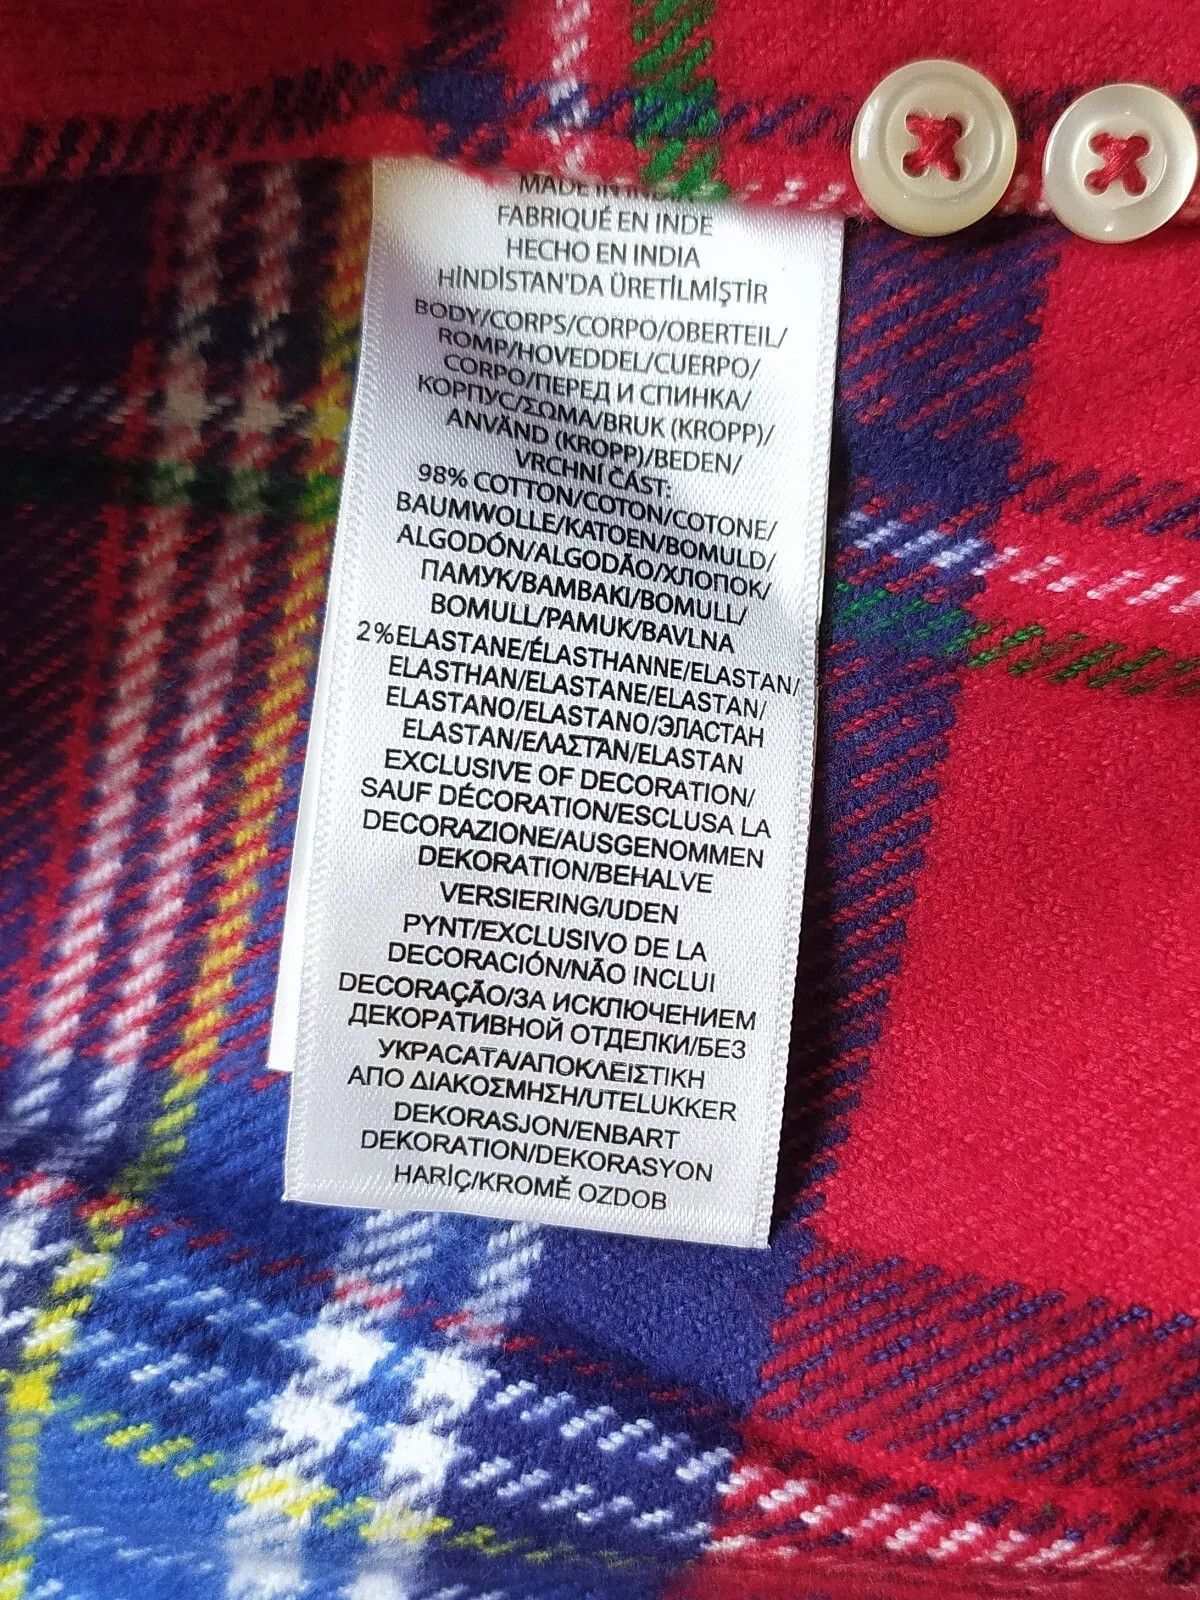 MADE IN INDIA
FABRIQUÉ EN INDE
HECHO EN INDIA
HİNDİSTAN'DA ÜRETİLMİŞTİR
BODY/CORPS/CORPO/OBERTEIL/
ROMP/HOVEDDEL/CUERPO/
CORPO/ПЕРЕД И СПИНКА/
КОРПУС/ΣΩΜΑ/BRUK (KROPP)/
ANVÄND (KROPP)/BEDEN/
VRCHNÍ ČÁST:
98% COTTON/COTON/COTONE/
BAUMWOLLE/KATOEN/BOMULD/
ALGODÓN/ALGODÃO/ХЛОПОК/
ПАМУК/BAMBAKI/BOMULL/
BOMULL/PAMUK/BAVLNA
2%ELASTANE/ÉLASTHANNE/ELASTAN/
ELASTHAN/ELASTANE/ELASTAN/
ELASTANO/ELASTANO/ЭЛАСТАН
ELASTAN/ΕΛΑΣΤΆΝ/ELASTAN
EXCLUSIVE OF DECORATION/
SAUF DÉCORATION/ESCLUSA LA
DECORAZIONE/AUSGENOMMEN
DEKORATION/BEHALVE
VERSIERING/UDEN
PYNT/EXCLUSIVO DE LA
DECORACIÓN/NÃO INCLUI
DECORAÇÃO/ЗА ИСКЛЮЧЕНИЕМ
ДЕКОРАТИВНОЙ ОТДЕЛКИ/БЕЗ
УКРАСАТА/ΑΠΟΚΛΕΙΣΤΙΚΗ
ΑΠΟ ΔΙΑΚΟΣΜΗΣΗ/UTELUKKER
DEKORASJON/ENBART
DEKORATION/DEKORASYON
HARİÇ/KROMĚ OZDOB